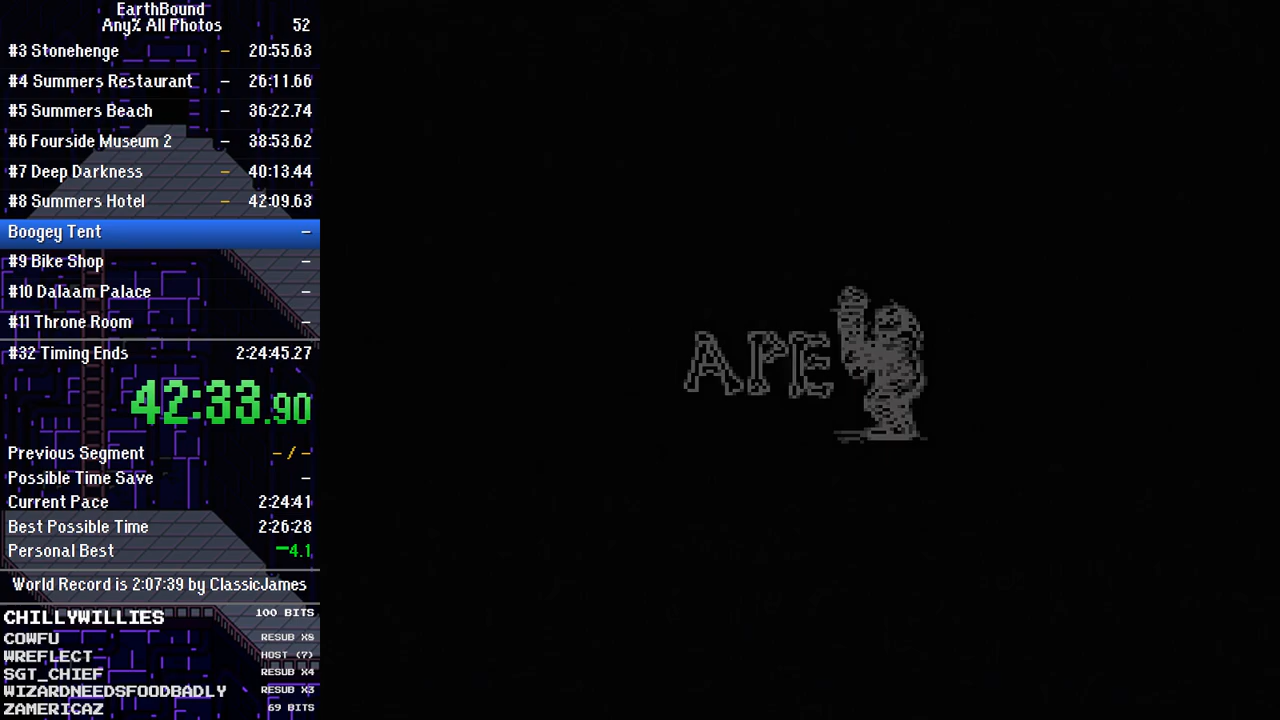 EarthBound
Any% All Photos 52
#3 Stonehenge – 20:55.63
#4 Summers Restaurant – 26:11.66
#5 Summers Beach – 36:22.74
#6 Fourside Museum 2 – 38:53.62
#7 Deep Darkness – 40:13.44
#8 Summers Hotel – 42:09.63
Boogey Tent –
#9 Bike Shop –
#10 Dalaam Palace –
#11 Throne Room –
#32 Timing Ends 2:24:45.27
42:33.90
Previous Segment – / –
Possible Time Save –
Current Pace 2:24:41
Best Possible Time 2:26:28
Personal Best −4.1
World Record is 2:07:39 by ClassicJames
CHILLYWILLIES 100 BITS
COWFU RESUB X8
WREFLECT HOST (7)
SGT_CHIEF RESUB X4
WIZARDNEEDSFOODBADLY RESUB X3
ZAMERICAZ 69 BITS
APE